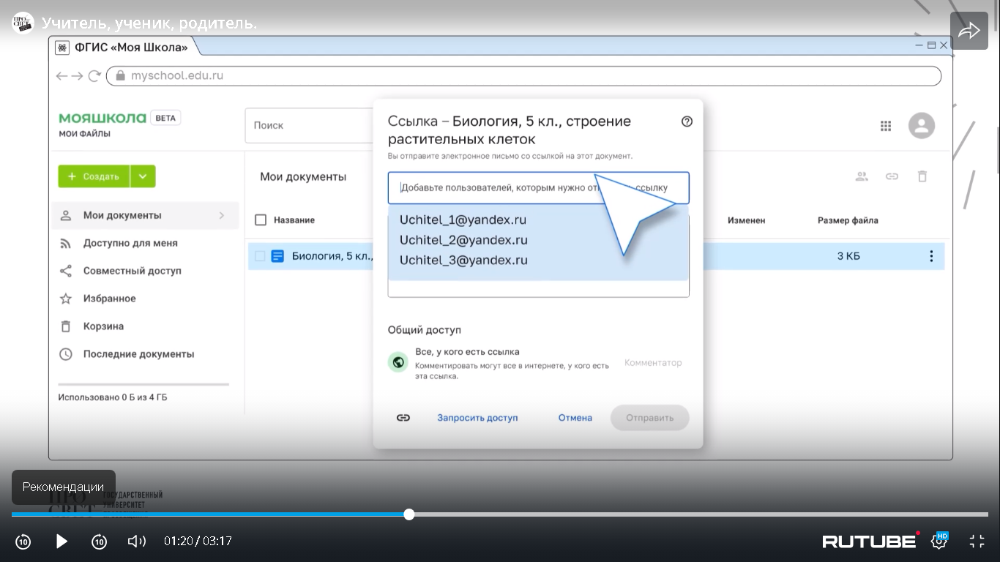 ПРО СВЕТ
Учитель, ученик, родитель.
ФГИС «Моя Школа»
myschool.edu.ru
МОЯШКОЛА BETA
МОИ ФАЙЛЫ
Поиск
Создать
Мои документы
Доступно для меня
Совместный доступ
Избранное
Корзина
Последние документы
Использовано 0 Б из 4 ГБ
Мои документы
Название
Изменен
Размер файла
Биология, 5 кл.,
3 КБ
Ссылка – Биология, 5 кл., строение
растительных клеток
Вы отправите электронное письмо со ссылкой на этот документ.
Добавьте пользователей, которым нужно ссылку
Uchitel_1@yandex.ru
Uchitel_2@yandex.ru
Uchitel_3@yandex.ru
Общий доступ
Все, у кого есть ссылка
Комментировать могут все в интернете, у кого есть
эта ссылка.
Комментатор
Запросить доступ
Отмена
Отправить
Рекомендации
ПРО СВЕТ
ГОСУДАРСТВЕННЫЙ
УНИВЕРСИТЕТ
ПРОСВЕЩЕНИЯ
10
10
01:20 / 03:17
RUTUBE
HD